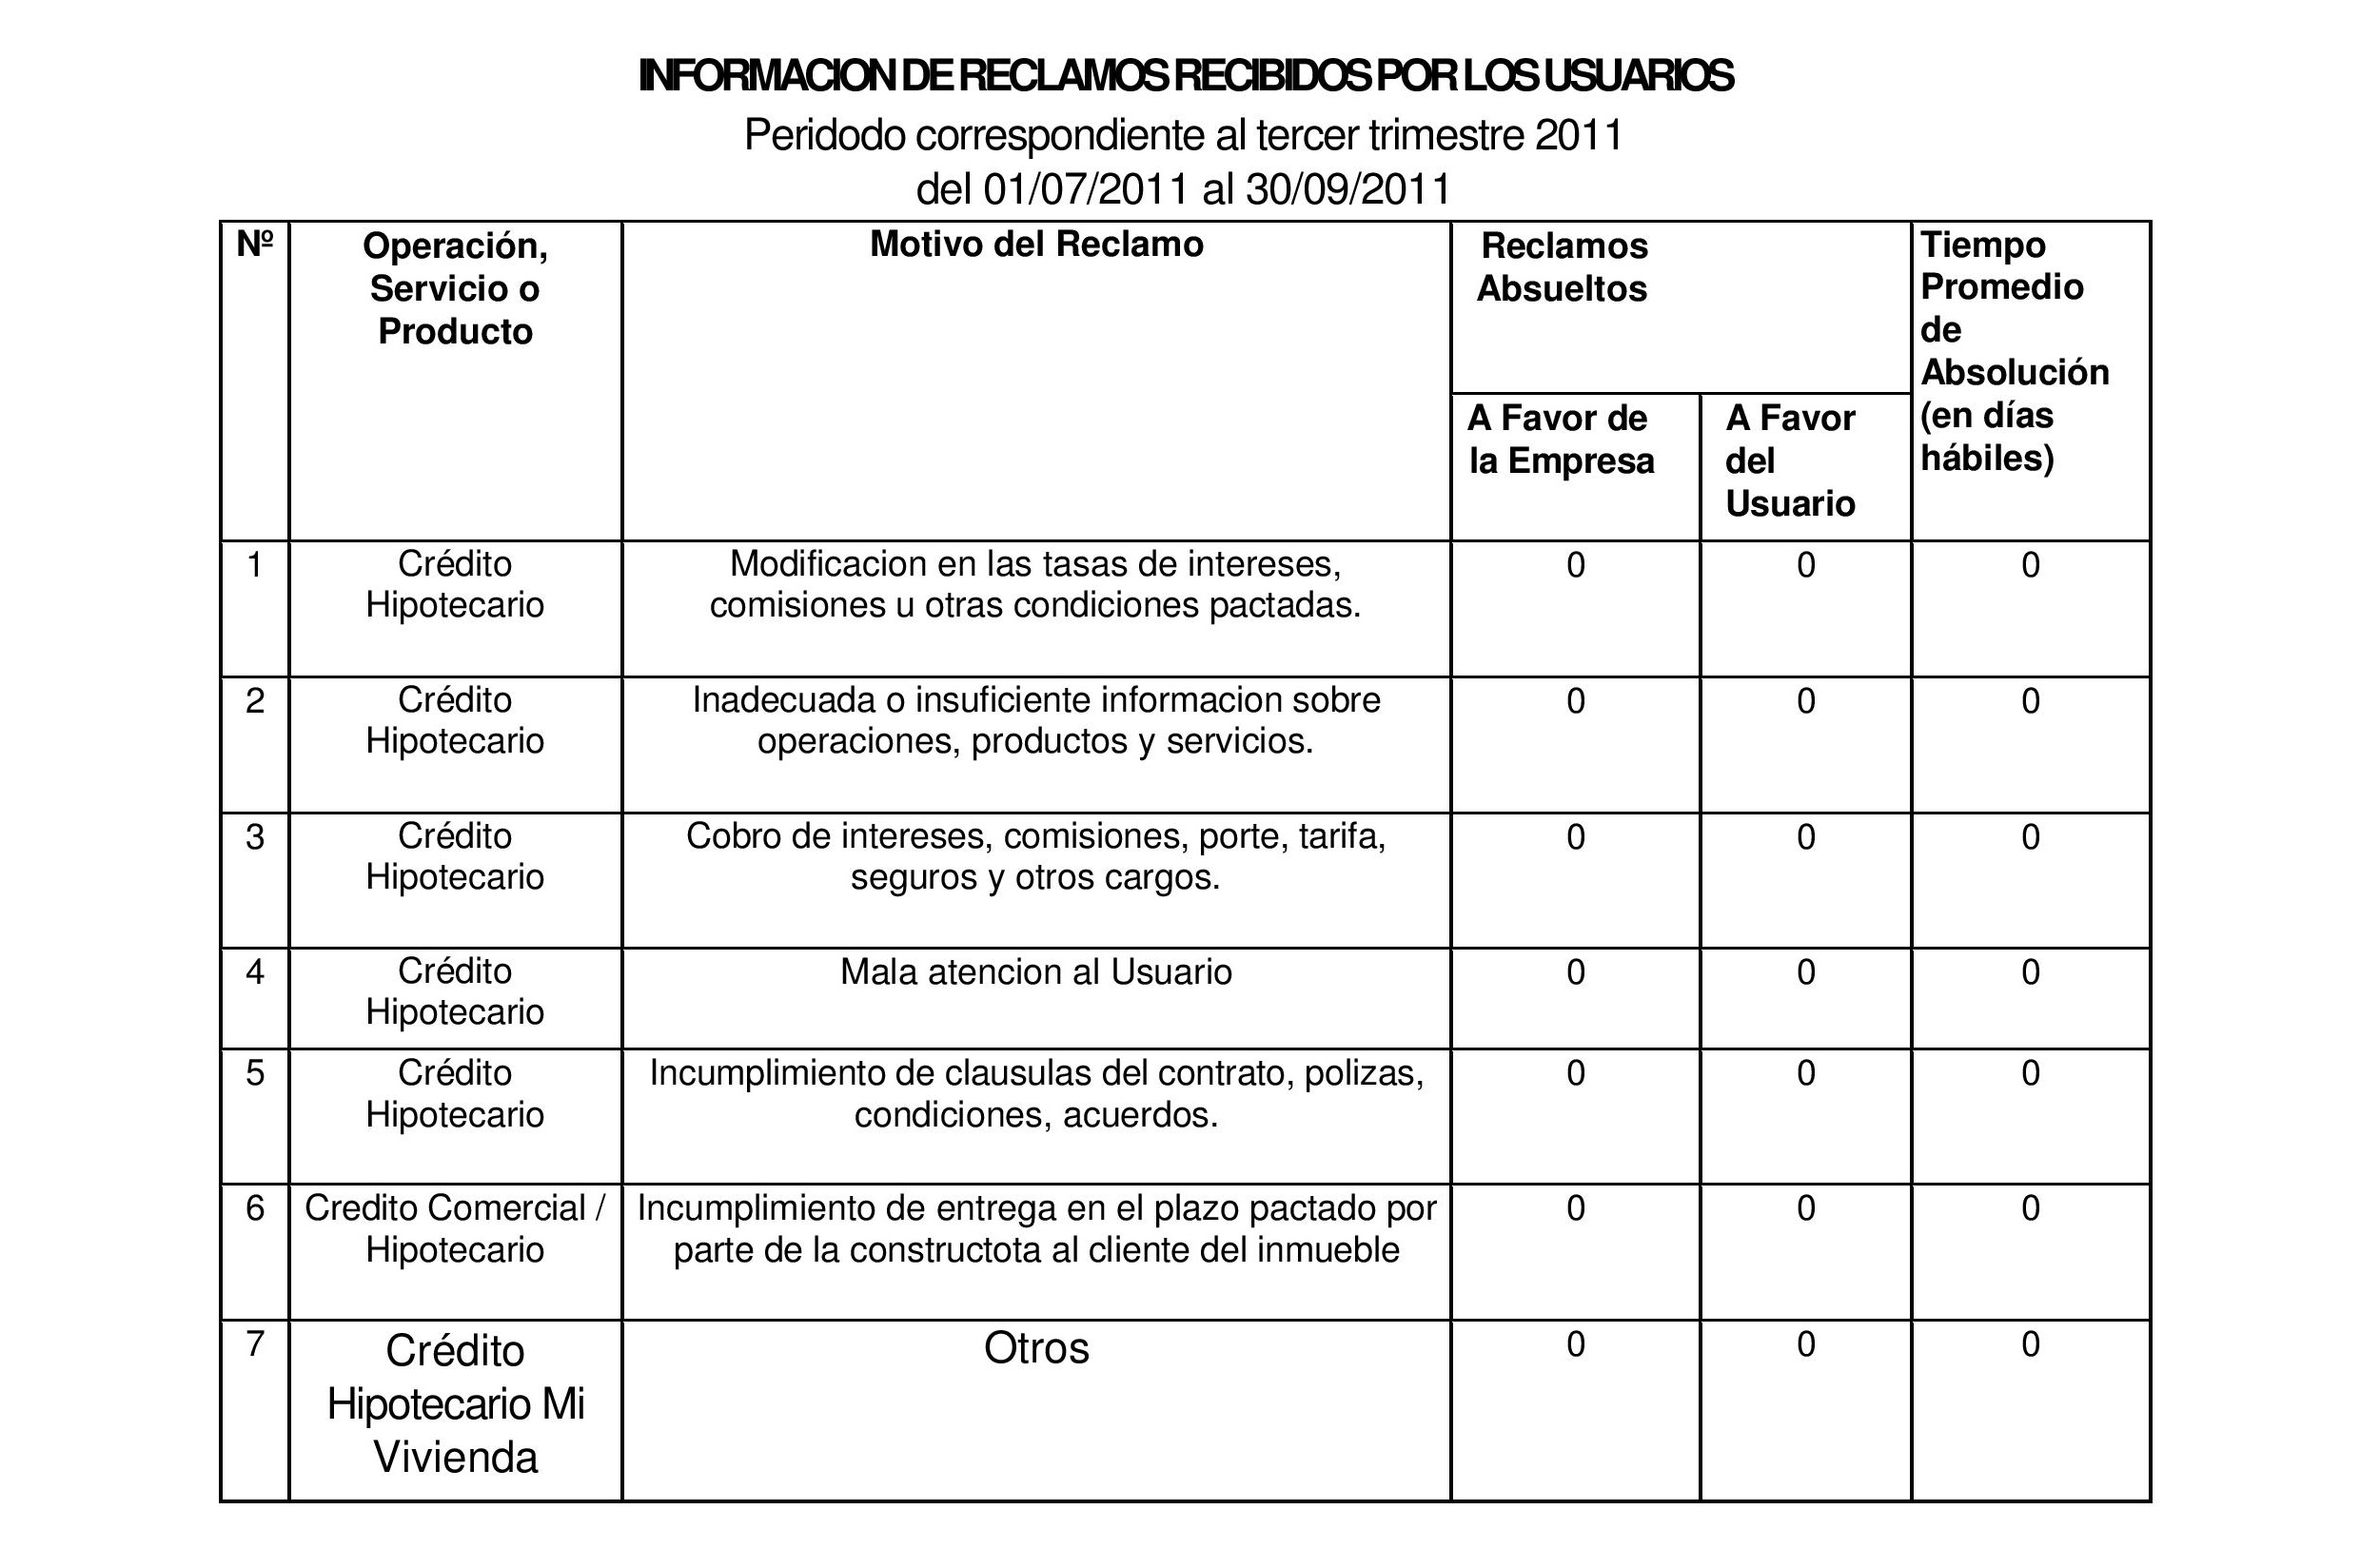 INFORMACION DE RECLAMOS RECIBIDOS POR LOS USUARIOS
Peridodo correspondiente al tercer trimestre 2011
del 01/07/2011 al 30/09/2011
Nº
Operación,
Servicio o
Producto
Motivo del Reclamo
Reclamos
Absueltos
A Favor de
la Empresa
A Favor
del
Usuario
Tiempo
Promedio
de
Absolución
(en días
hábiles)
1
Crédito
Hipotecario
Modificacion en las tasas de intereses,
comisiones u otras condiciones pactadas.
0
0
0
2
Crédito
Hipotecario
Inadecuada o insuficiente informacion sobre
operaciones, productos y servicios.
0
0
0
3
Crédito
Hipotecario
Cobro de intereses, comisiones, porte, tarifa,
seguros y otros cargos.
0
0
0
4
Crédito
Hipotecario
Mala atencion al Usuario
0
0
0
5
Crédito
Hipotecario
Incumplimiento de clausulas del contrato, polizas,
condiciones, acuerdos.
0
0
0
6
Credito Comercial /
Hipotecario
Incumplimiento de entrega en el plazo pactado por
parte de la constructota al cliente del inmueble
0
0
0
7
Crédito
Hipotecario Mi
Vivienda
Otros
0
0
0